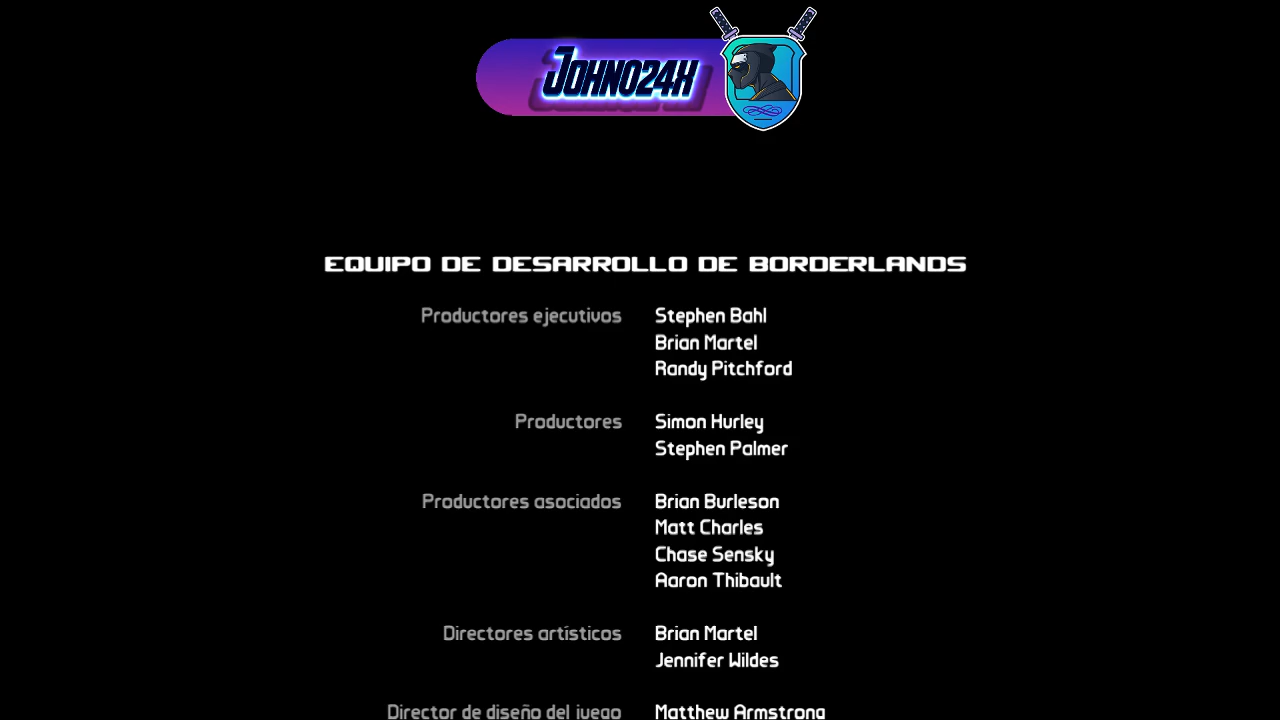 JOHNO24X
EQUIPO DE DESARROLLO DE BORDERLANDS
Productores ejecutivos Stephen Bahl
Brian Martel
Randy Pitchford
Productores Simon Hurley
Stephen Palmer
Productores asociados Brian Burleson
Matt Charles
Chase Sensky
Aaron Thibault
Directores artísticos Brian Martel
Jennifer Wildes
Director de diseño del juego Matthew Armstrong